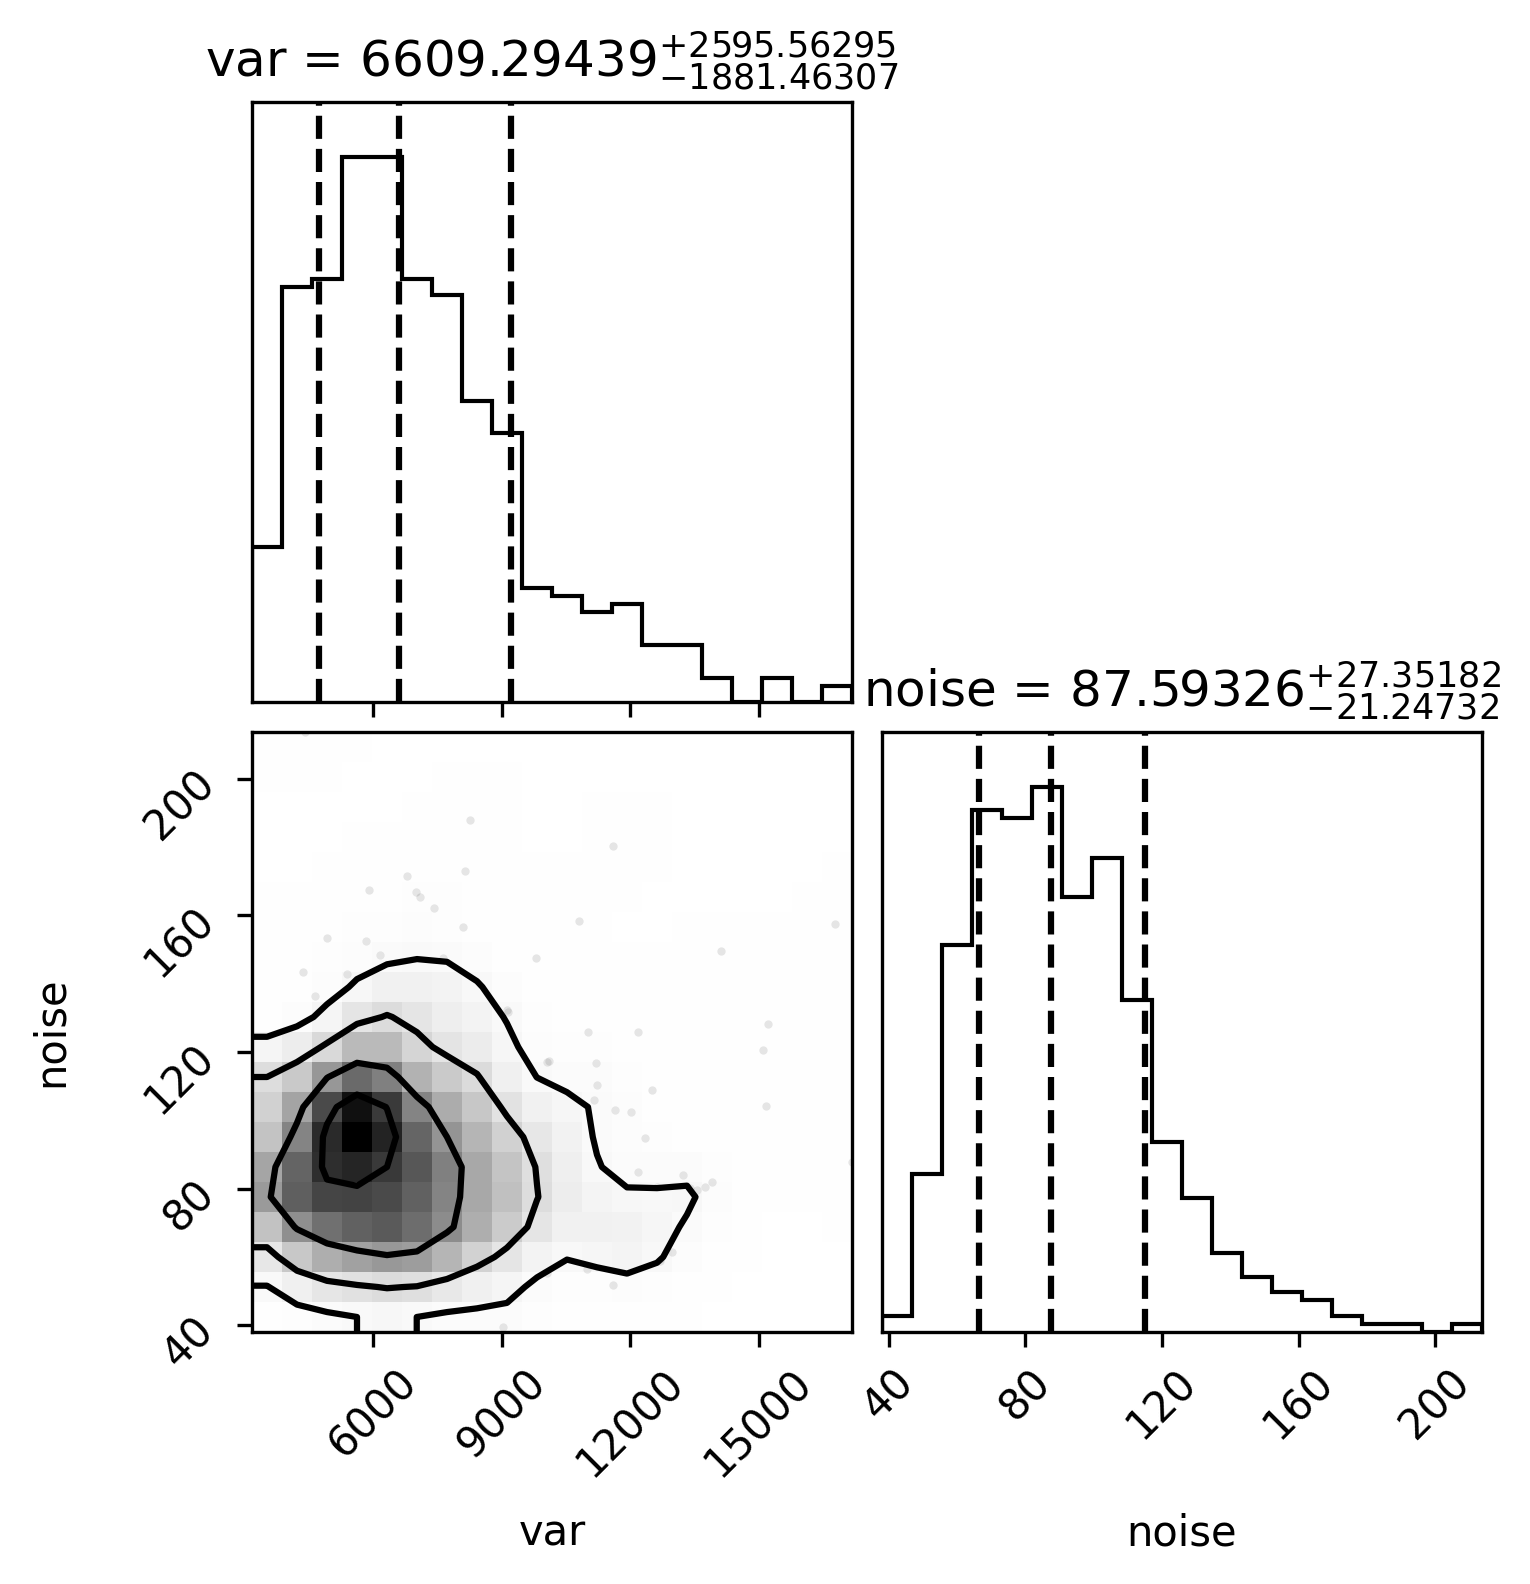 var = 6609.29439+2595.56295−1881.46307
noise = 87.59326+27.35182−21.24732
200
160
120
80
40
noise
6000 9000 12000 15000
40 80 120 160 200
var
noise